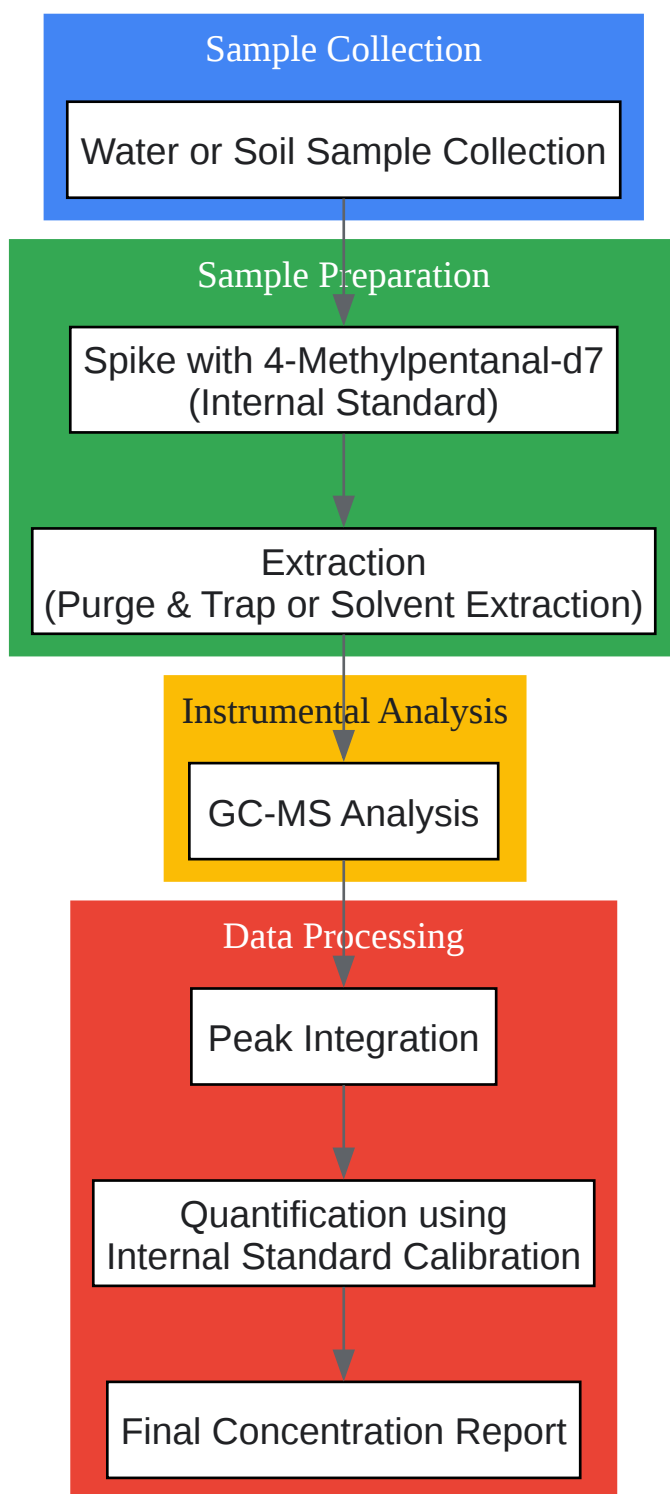 Sample Collection
Water or Soil Sample Collection
Sample Preparation
Spike with 4-Methylpentanal-d7
(Internal Standard)
Extraction
(Purge & Trap or Solvent Extraction)
Instrumental Analysis
GC-MS Analysis
Data Processing
Peak Integration
Quantification using
Internal Standard Calibration
Final Concentration Report